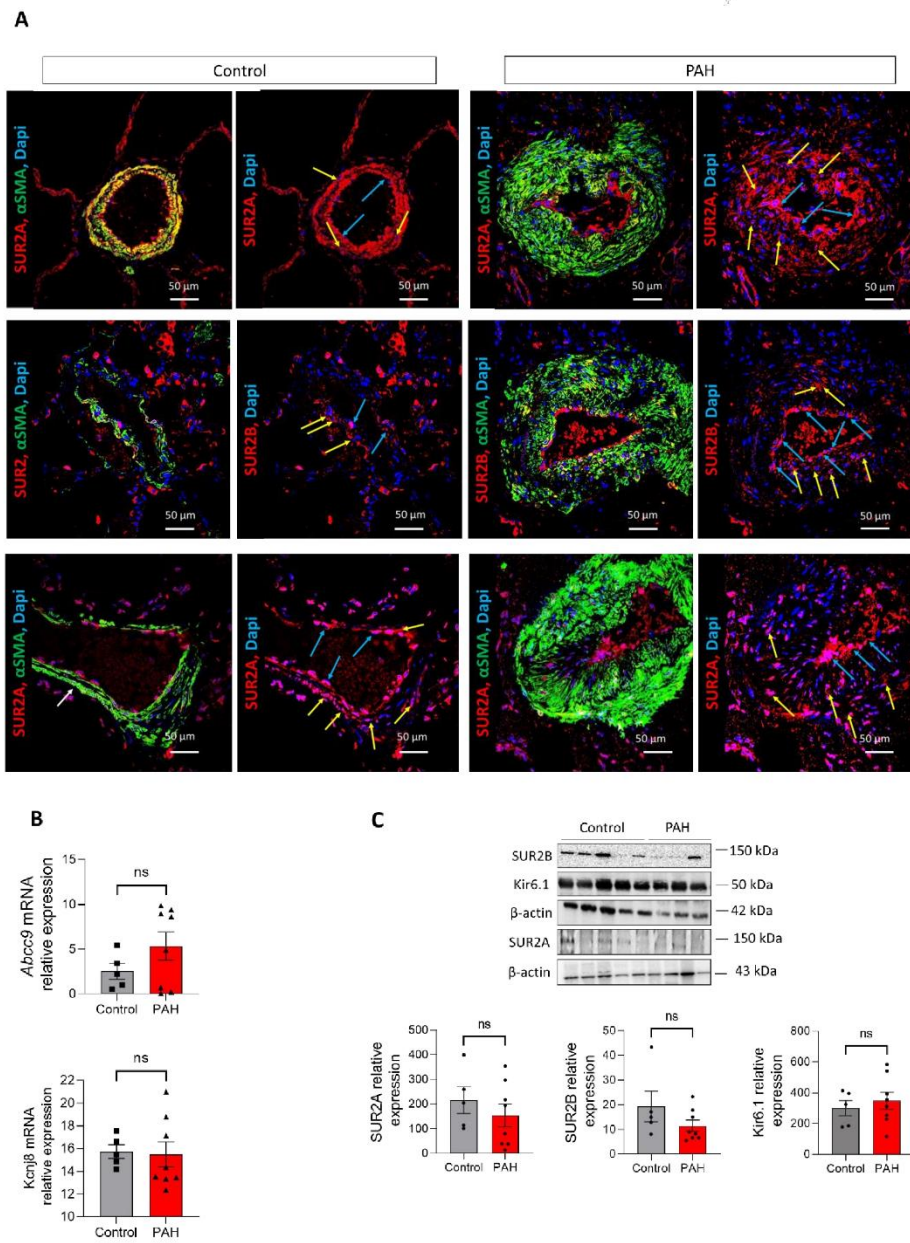 A
Control
PAH
SUR2A, αSMA, Dapi
50 µm
SUR2A, Dapi
50 µm
SUR2A, αSMA, Dapi
50 µm
SUR2A, Dapi
50 µm
SUR2, αSMA, Dapi
50 µm
SUR2B, Dapi
50 µm
SUR2B, αSMA, Dapi
50 µm
SUR2B, Dapi
50 µm
SUR2A, αSMA, Dapi
50 µm
SUR2A, Dapi
50 µm
SUR2A, αSMA, Dapi
50 µm
SUR2A, Dapi
50 µm
B
Abcc9 mRNA
relative expression
15
10
5
0
ns
Control
PAH
Kcnj8 mRNA
relative expression
22
20
18
16
14
12
10
ns
Control
PAH
C
Control
PAH
SUR2B
150 kDa
Kir6.1
50 kDa
β-actin
42 kDa
SUR2A
150 kDa
β-actin
43 kDa
SUR2A relative
expression
500
400
300
200
100
0
ns
Control
PAH
SUR2B relative
expression
50
40
30
20
10
0
ns
Control
PAH
Kir6.1 relative
expression
800
600
400
200
0
ns
Control
PAH